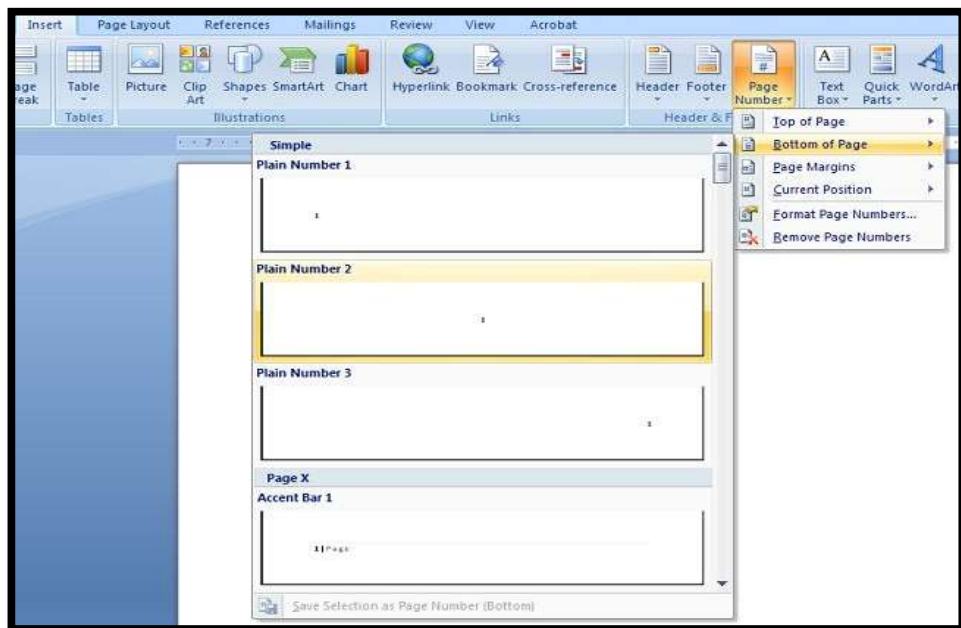 Insert Page Layout References Mailings Review View Acrobat
age Table Picture Clip Shapes SmartArt Chart Hyperlink Bookmark Cross-reference Header Footer Page Text Quick WordArt
eak Art Number Box Parts
Tables Illustrations Links Header & F
7
Top of Page
Bottom of Page
Page Margins
Current Position
Format Page Numbers...
Remove Page Numbers
Simple
Plain Number 1
1
Plain Number 2
1
Plain Number 3
1
Page X
Accent Bar 1
1 | Page
Save Selection as Page Number (Bottom)